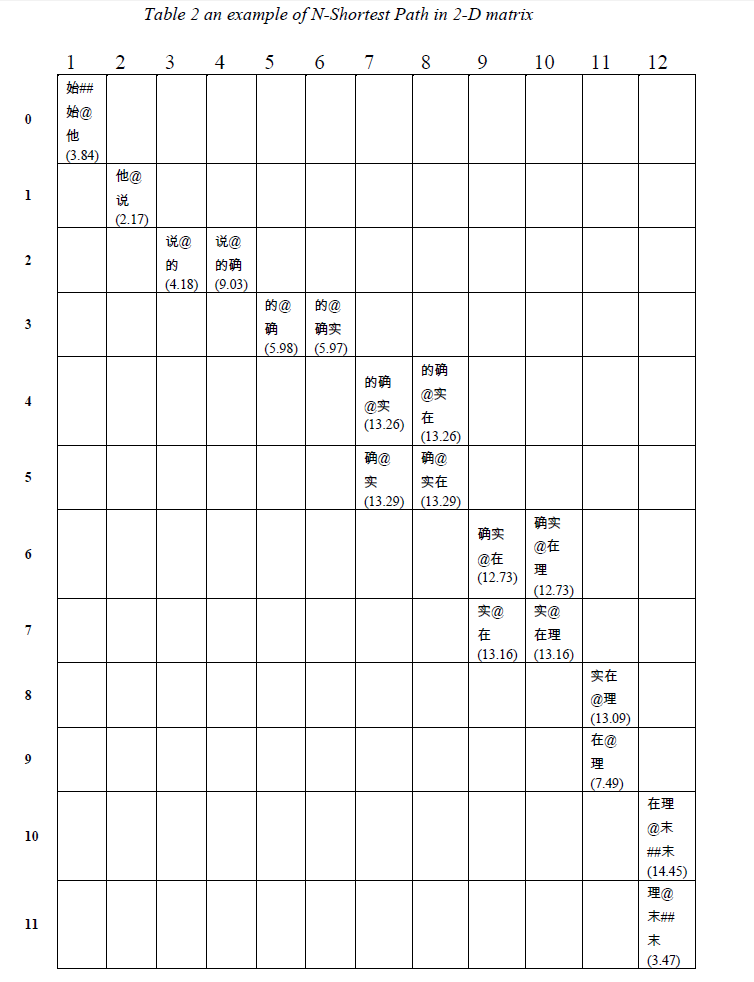 Table 2 an example of N-Shortest Path in 2-D matrix
1 2 3 4 5 6 7 8 9 10 11 12
0
始##
始@
他
(3.84)
1
他@
说
(2.17)
2
说@
的
(4.18)
说@
的确
(9.03)
3
的@
确
(5.98)
的@
确实
(5.97)
4
的确
@实
(13.26)
的确
@实
在
(13.26)
5
确@
实
(13.29)
确@
实在
(13.29)
6
确实
@在
(12.73)
确实
@在
理
(12.73)
7
实@
在
(13.16)
实@
在理
(13.16)
8
实在
@理
(13.09)
9
在@
理
(7.49)
10
在理
@末
##末
(14.45)
11
理@
末##
末
(3.47)